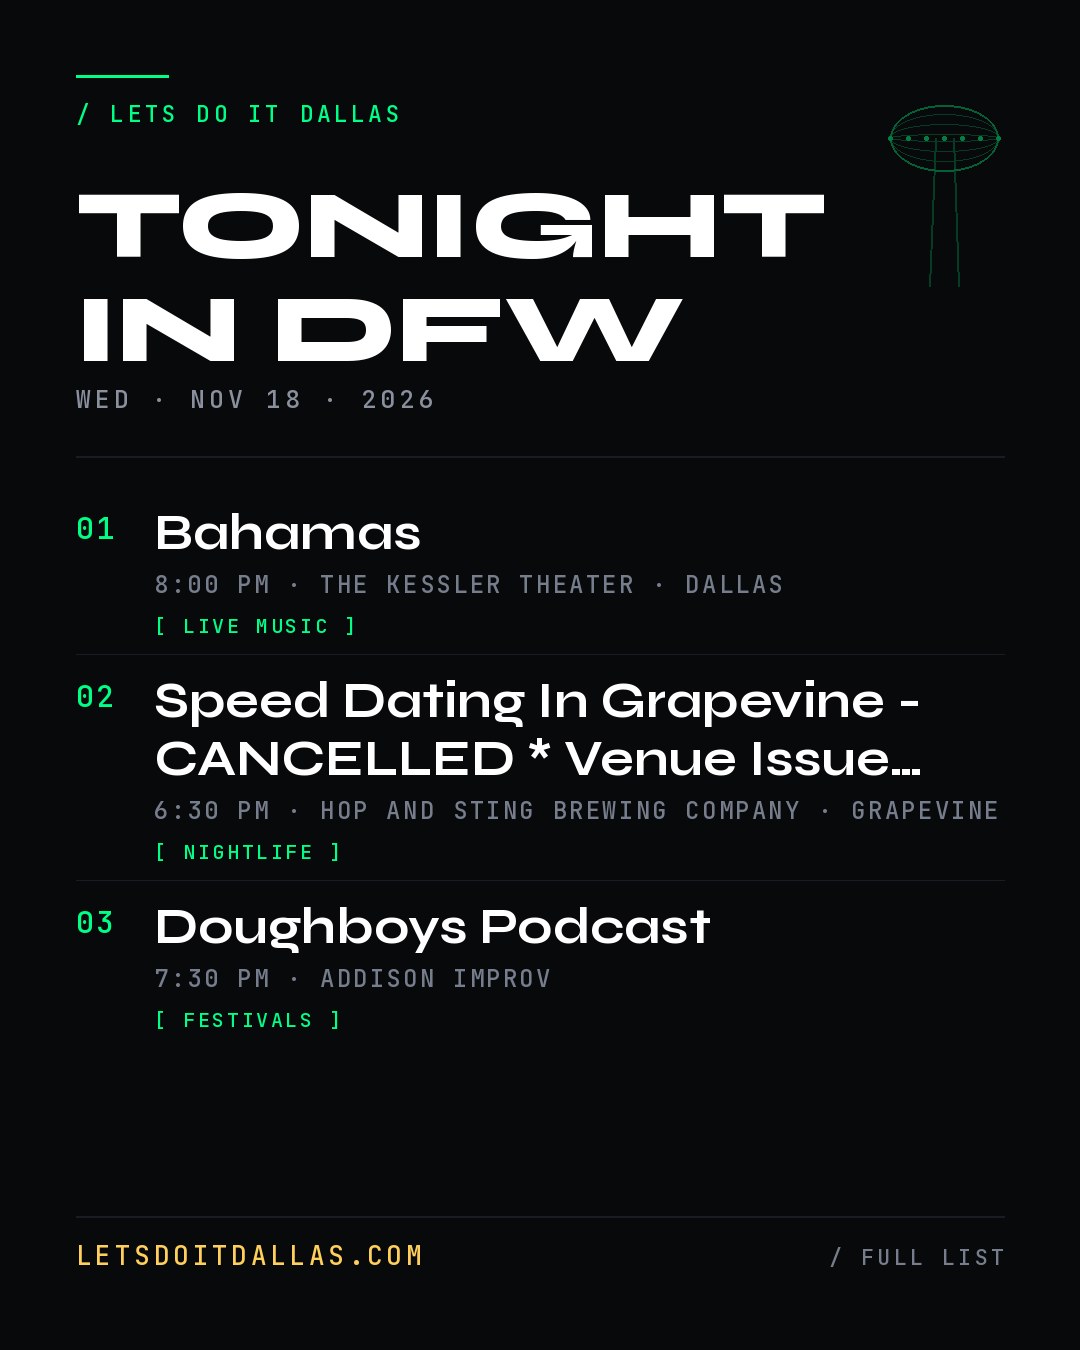 / LETS DO IT DALLAS
TONIGHT
IN DFW
WED · NOV 18 · 2026
01 Bahamas
8:00 PM · THE KESSLER THEATER · DALLAS
[ LIVE MUSIC ]
02 Speed Dating In Grapevine -
CANCELLED * Venue Issue…
6:30 PM · HOP AND STING BREWING COMPANY · GRAPEVINE
[ NIGHTLIFE ]
03 Doughboys Podcast
7:30 PM · ADDISON IMPROV
[ FESTIVALS ]
LETSDOITDALLAS.COM
/ FULL LIST